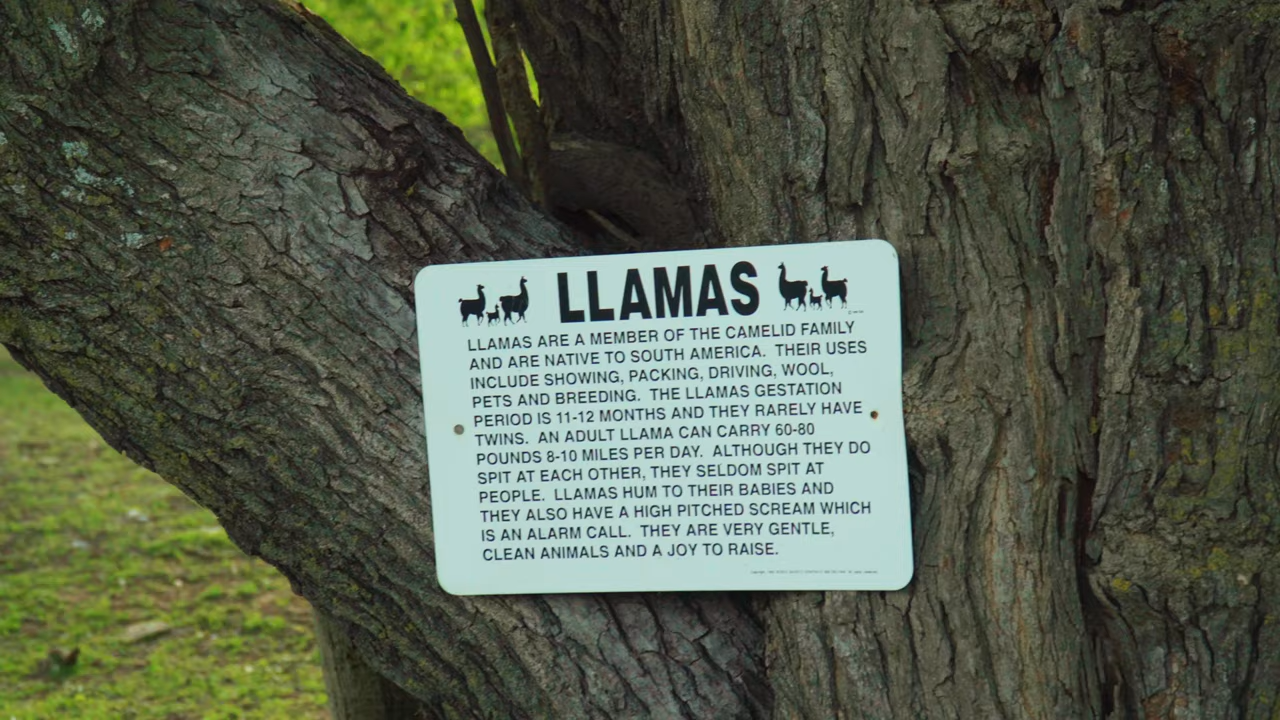 LLAMAS
LLAMAS ARE A MEMBER OF THE CAMELID FAMILY
AND ARE NATIVE TO SOUTH AMERICA. THEIR USES
INCLUDE SHOWING, PACKING, DRIVING, WOOL,
PETS AND BREEDING. THE LLAMAS GESTATION
PERIOD IS 11-12 MONTHS AND THEY RARELY HAVE
TWINS. AN ADULT LLAMA CAN CARRY 60-80
POUNDS 8-10 MILES PER DAY. ALTHOUGH THEY DO
SPIT AT EACH OTHER, THEY SELDOM SPIT AT
PEOPLE. LLAMAS HUM TO THEIR BABIES AND
THEY ALSO HAVE A HIGH PITCHED SCREAM WHICH
IS AN ALARM CALL. THEY ARE VERY GENTLE,
CLEAN ANIMALS AND A JOY TO RAISE.